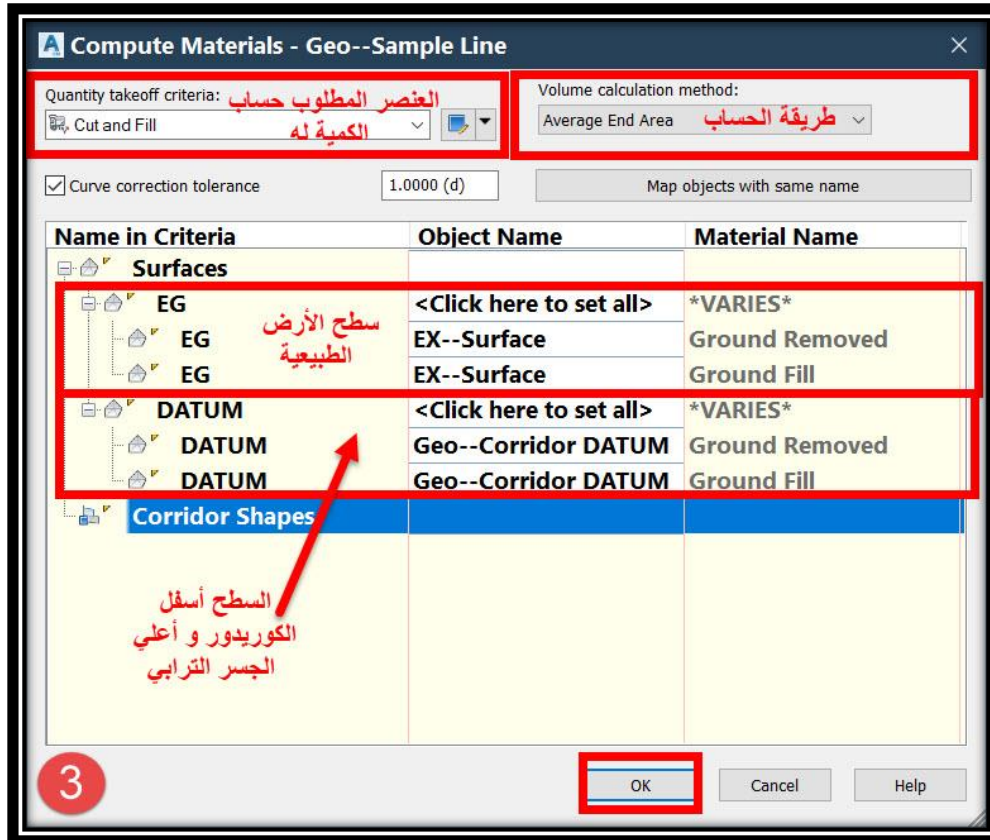 Compute Materials - Geo--Sample Line
Quantity takeoff criteria:
العنصر المطلوب حساب
الكمية له
Cut and Fill
Volume calculation method:
Average End Area
طريقة الحساب
Curve correction tolerance
1.0000 (d)
Map objects with same name
Name in Criteria Object Name Material Name
Surfaces
EG <Click here to set all> *VARIES*
EG EX--Surface Ground Removed
EG EX--Surface Ground Fill
سطح الأرض
الطبيعية
DATUM <Click here to set all> *VARIES*
DATUM Geo--Corridor DATUM Ground Removed
DATUM Geo--Corridor DATUM Ground Fill
Corridor Shapes
السطح أسفل
الكوريدور و أعلي
الجسر الترابي
3
OK Cancel Help